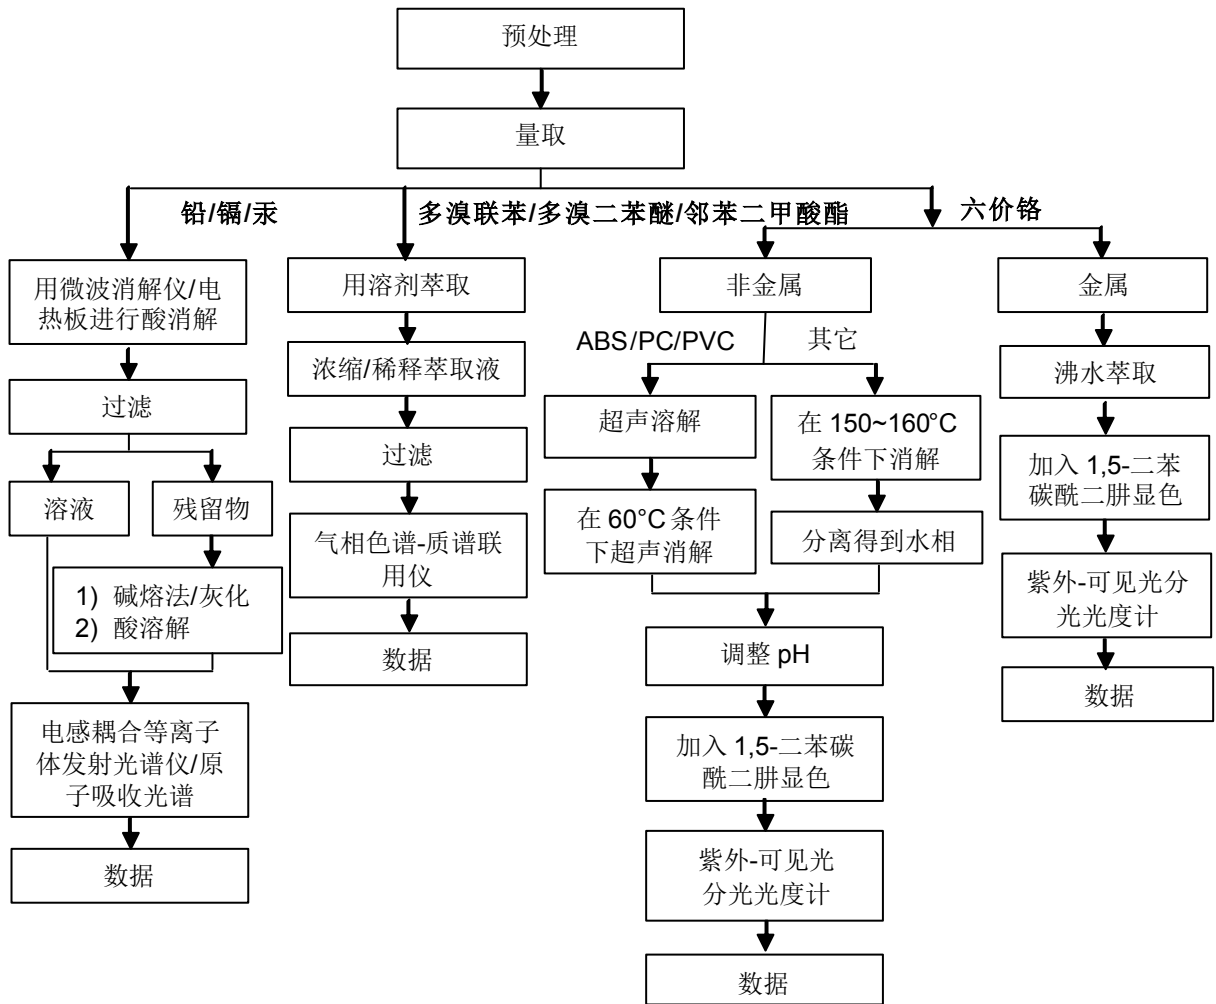 预处理
量取
铅/镉/汞
多溴联苯/多溴二苯醚/邻苯二甲酸酯
六价铬
用微波消解仪/电
热板进行酸消解
过滤
溶液
残留物
1) 碱熔法/灰化
2) 酸溶解
电感耦合等离子
体发射光谱仪/原
子吸收光谱
数据
用溶剂萃取
浓缩/稀释萃取液
过滤
气相色谱-质谱联
用仪
数据
非金属
ABS/PC/PVC
其它
超声溶解
在 60°C 条件
下超声消解
在 150~160°C
条件下消解
分离得到水相
调整 pH
加入 1,5-二苯碳
酰二肼显色
紫外-可见光
分光光度计
数据
金属
沸水萃取
加入 1,5-二苯
碳酰二肼显色
紫外-可见光分
光光度计
数据